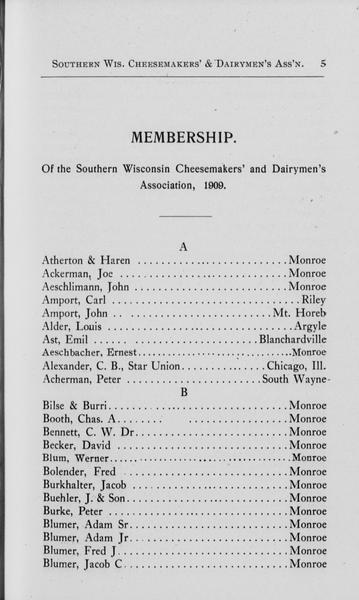 SOUTHERN WIS. CHEESEMAKERS' & DAIRYMEN'S ASS'N. 5
MEMBERSHIP.
Of the Southern Wisconsin Cheesemakers' and Dairymen's
Association, 1909.
A
Atherton & Haren ........................Monroe
Ackerman, Joe ...........................Monroe
Aeschlimann, John .......................Monroe
Amport, Carl ............................Riley
Amport, John .. .....................Mt. Horeb
Alder, Louis ............................Argyle
Ast, Emil ...... ...................Blanchardville
Aeschbacher, Ernest......................Monroe
Alexander, C. B., Star Union.............Chicago, Ill.
Acherman, Peter .....................South Wayne
B
Bilse & Burri............................Monroe
Booth, Chas. A........ .................Monroe
Bennett, C. W. Dr........................Monroe
Becker, David ...........................Monroe
Blum, Werner.............................Monroe
Bolender, Fred ..........................Monroe
Burkhalter, Jacob .......................Monroe
Buehler, J. & Son........................Monroe
Burke, Peter ............................Monroe
Blumer, Adam Sr..........................Monroe
Blumer, Adam Jr..........................Monroe
Blumer, Fred J...........................Monroe
Blumer, Jacob C..........................Monroe